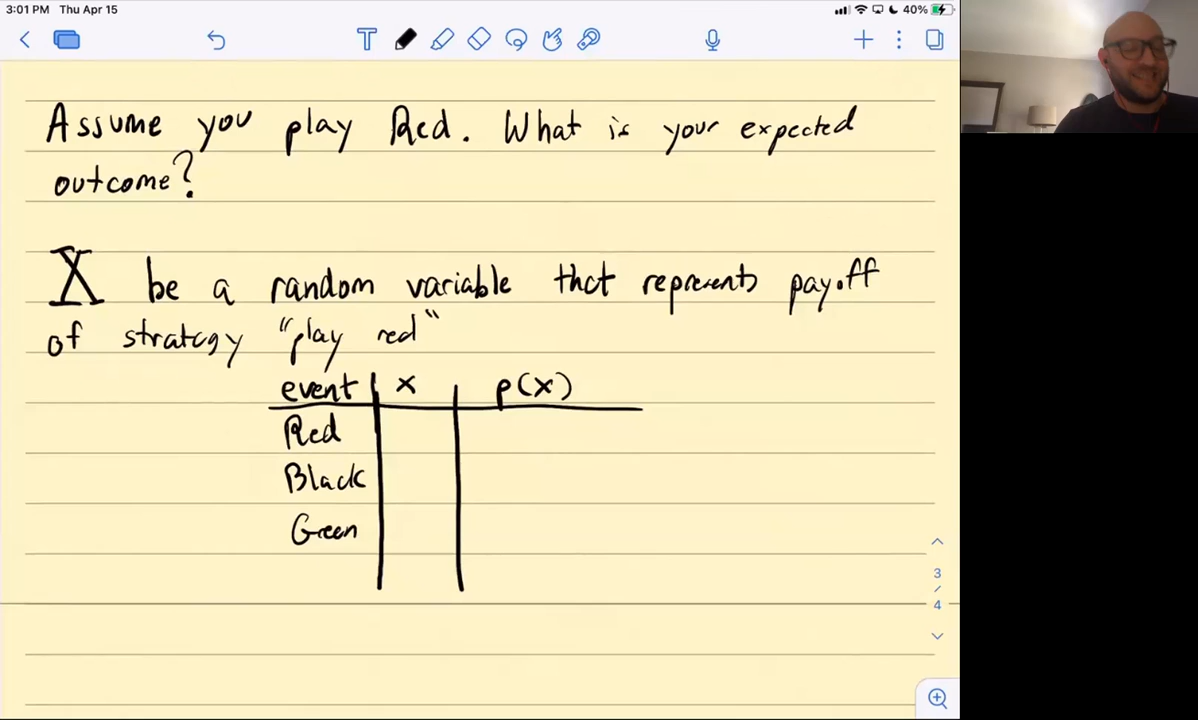 3:01 PM Thu Apr 15
40%
T
Assume you play Red. What is your expected
outcome?
X be a random variable that represents payoff
of strategy "play red"
event x p(x)
Red
Black
Green
3
/
4